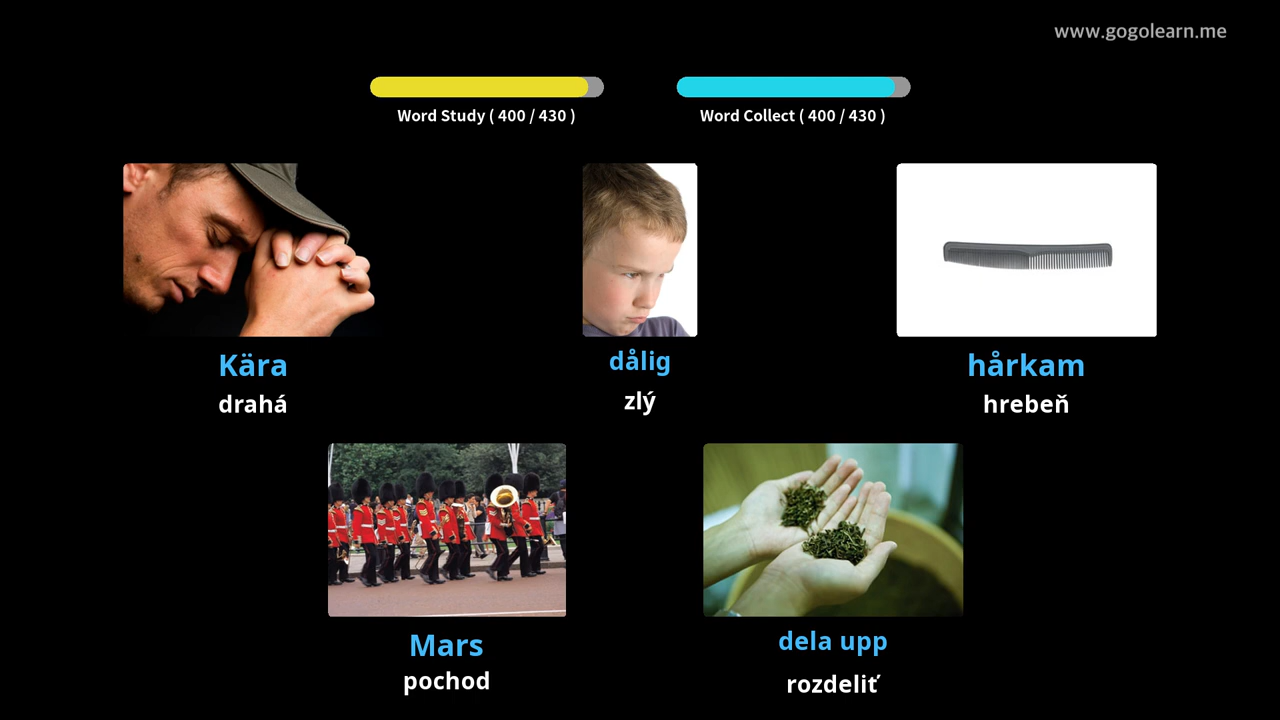 www.gogolearn.me
Word Study ( 400 / 430 )
Word Collect ( 400 / 430 )
Kära
drahá
dålig
zlý
hårkam
hrebeň
Mars
pochod
dela upp
rozdeliť